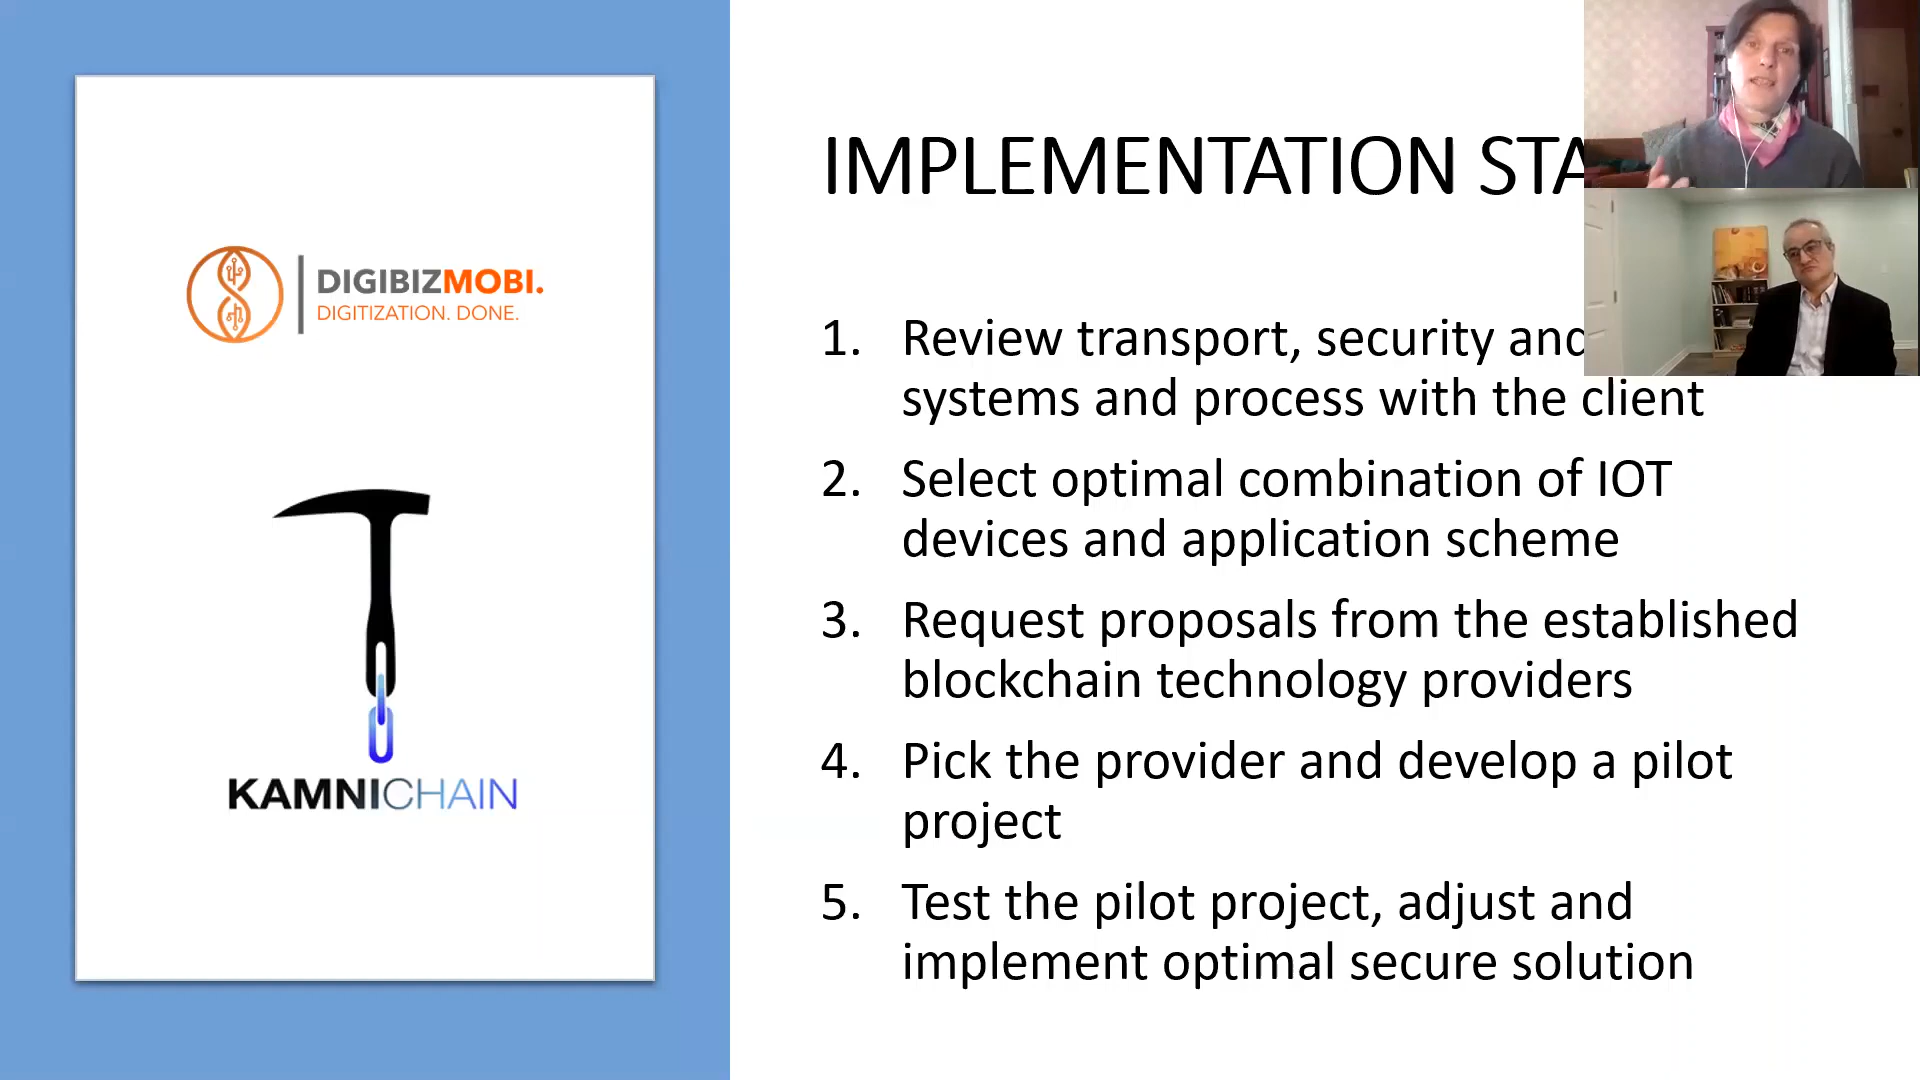 DIGIBIZMOBI.
DIGITIZATION. DONE.
KAMNICHAIN
IMPLEMENTATION
1. Review transport, security and
systems and process with the client
2. Select optimal combination of IOT
devices and application scheme
3. Request proposals from the established
blockchain technology providers
4. Pick the provider and develop a pilot
project
5. Test the pilot project, adjust and
implement optimal secure solution